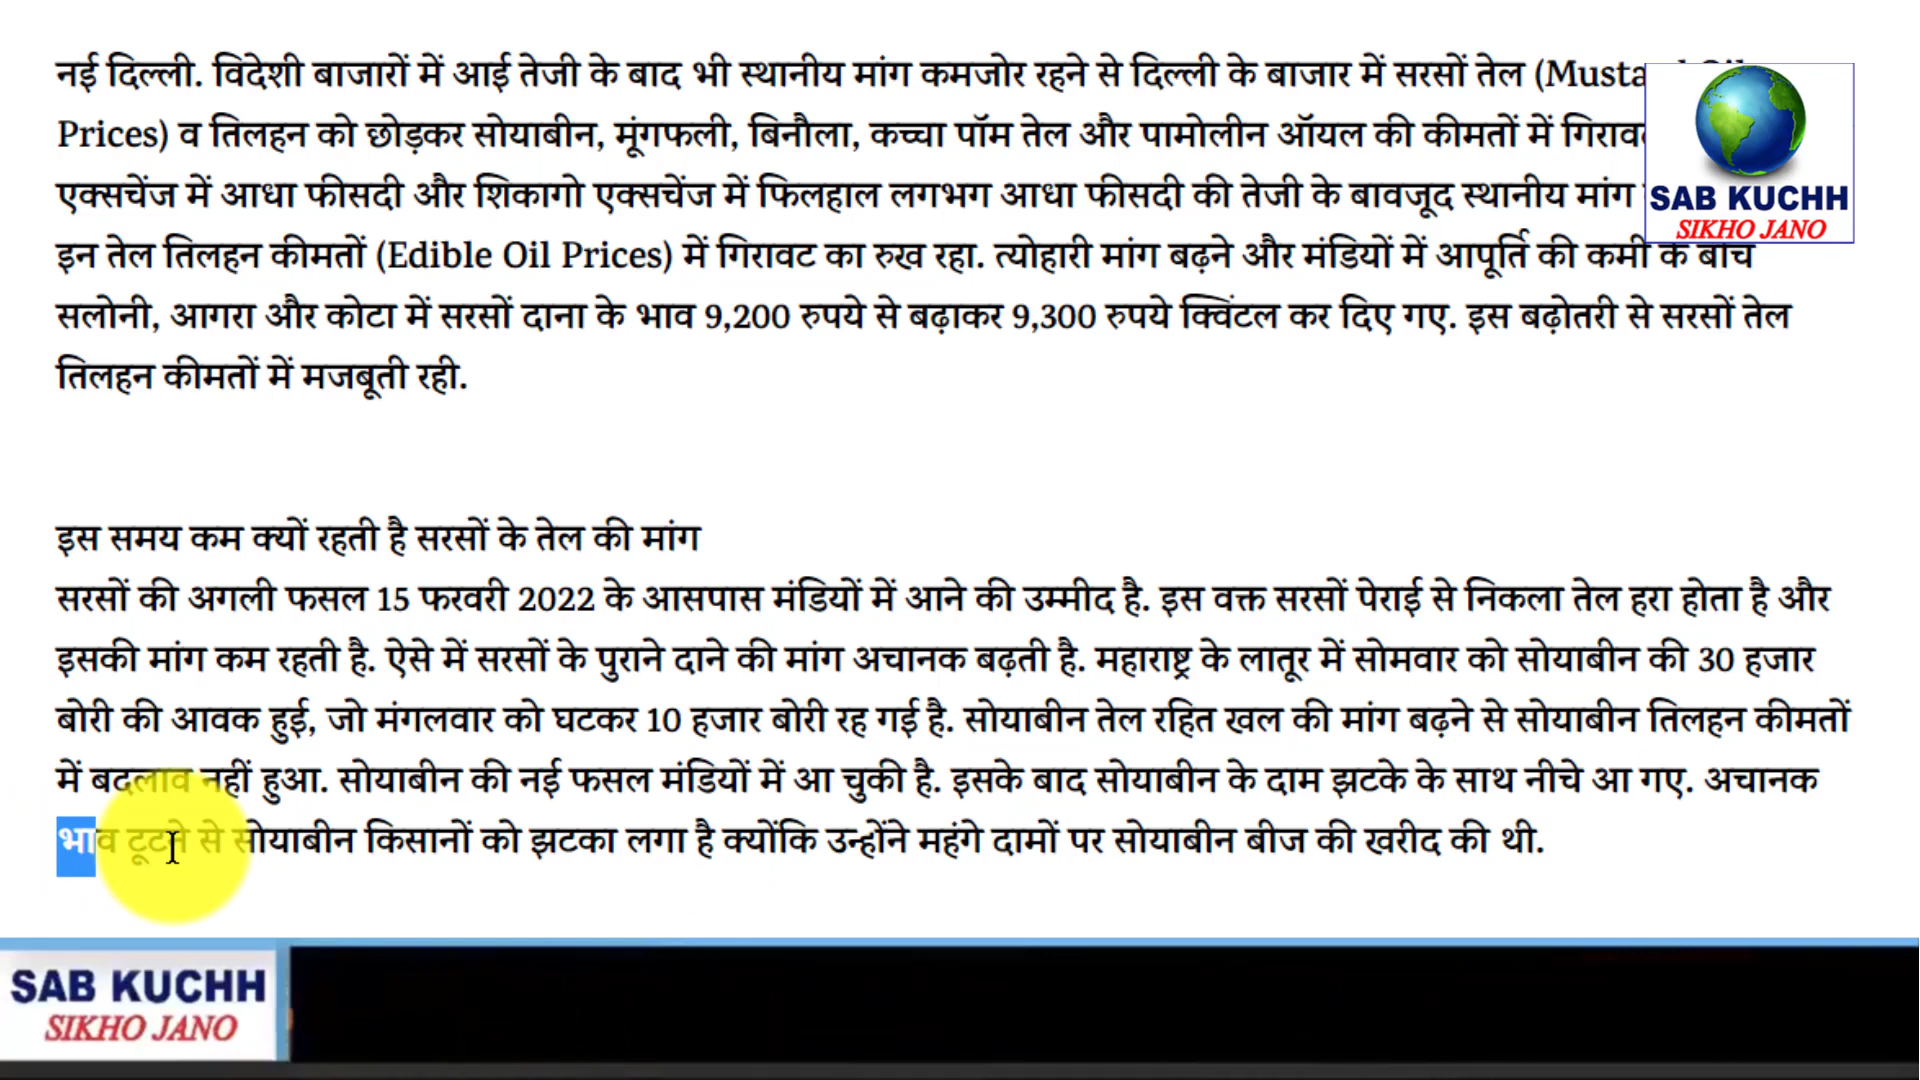 नई दिल्ली. विदेशी बाजारों में आई तेजी के बाद भी स्थानीय मांग कमजोर रहने से दिल्ली के बाजार में सरसों तेल
Prices) व तिलहन को छोड़कर सोयाबीन, मूंगफली, बिनौला, कच्चा पॉम तेल और पामोलीन ऑयल की कीमतों में
एक्सचेंज में आधा फीसदी और शिकागो एक्सचेंज में फिलहाल लगभग आधा फीसदी की तेजी के बावजूद स्थानीय मांग
इन तेल तिलहन कीमतों (Edible Oil Prices) में गिरावट का रुख रहा. त्योहारी मांग बढ़ने और मंडियों में आपूर्ति की कमी के बीच
सलोनी, आगरा और कोटा में सरसों दाना के भाव 9,200 रुपये से बढ़ाकर 9,300 रुपये क्विंटल कर दिए गए. इस बढ़ोतरी से सरसों तेल
तिलहन कीमतों में मजबूती रही.
SAB KUCHH
SIKHO JANO
इस समय कम क्यों रहती है सरसों के तेल की मांग
सरसों की अगली फसल 15 फरवरी 2022 के आसपास मंडियों में आने की उम्मीद है. इस वक्त सरसों पेराई से निकला तेल हरा होता है और
इसकी मांग कम रहती है. ऐसे में सरसों के पुराने दाने की मांग अचानक बढ़ती है. महाराष्ट्र के लातूर में सोमवार को सोयाबीन की 30 हजार
बोरी की आवक हुई, जो मंगलवार को घटकर 10 हजार बोरी रह गई है. सोयाबीन तेल रहित खल की मांग बढ़ने से सोयाबीन तिलहन कीमतों
में बदलाव नहीं हुआ. सोयाबीन की नई फसल मंडियों में आ चुकी है. इसके बाद सोयाबीन के दाम झटके के साथ नीचे आ गए. अचानक
भाव टूटने से सोयाबीन किसानों को झटका लगा है क्योंकि उन्होंने महंगे दामों पर सोयाबीन बीज की खरीद की थी.
SAB KUCHH
SIKHO JANO